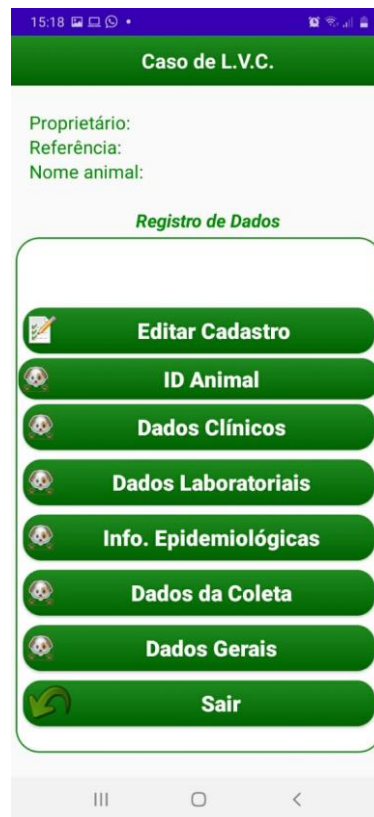 15:18
Caso de L.V.C.
Proprietário:
Referência:
Nome animal:
Registro de Dados
Editar Cadastro
ID Animal
Dados Clínicos
Dados Laboratoriais
Info. Epidemiológicas
Dados da Coleta
Dados Gerais
Sair